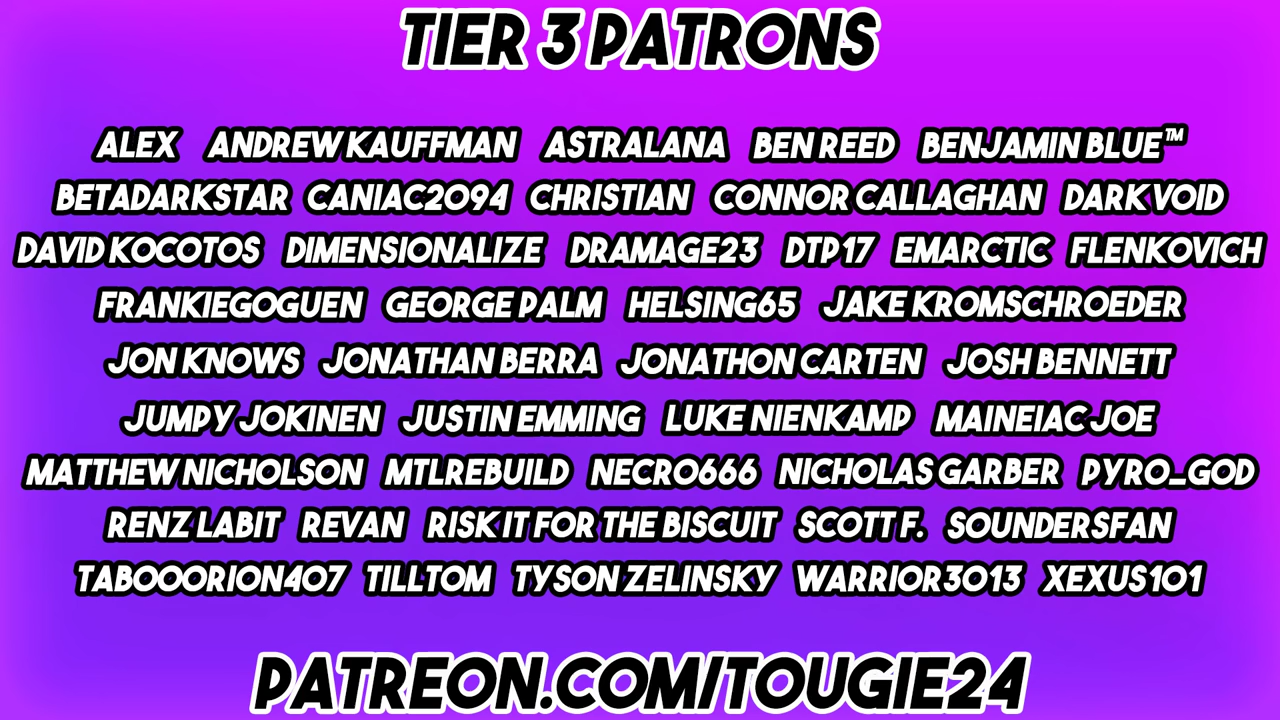 TIER 3 PATRONS
ALEX ANDREW KAUFFMAN ASTRALANA BEN REED BENJAMIN BLUE™
BETADARKSTAR CANIAC2094 CHRISTIAN CONNOR CALLAGHAN DARK VOID
DAVID KOCOTOS DIMENSIONALIZE DRAMAGE23 DTP17 EMARCTIC FLENKOVICH
FRANKIEGOGUEN GEORGE PALM HELSING65 JAKE KROMSCHROEDER
JON KNOWS JONATHAN BERRA JONATHON CARTEN JOSH BENNETT
JUMPY JOKINEN JUSTIN EMMING LUKE NIENKAMP MAINEIAC JOE
MATTHEW NICHOLSON MTLREBUILD NECRO666 NICHOLAS GARBER PYRO_GOD
RENZ LABIT REVAN RISK IT FOR THE BISCUIT SCOTT F. SOUNDERSFAN
TABOOORION407 TILLTOM TYSON ZELINSKY WARRIOR3013 XEXUS101
PATREON.COM/TOUGIE24